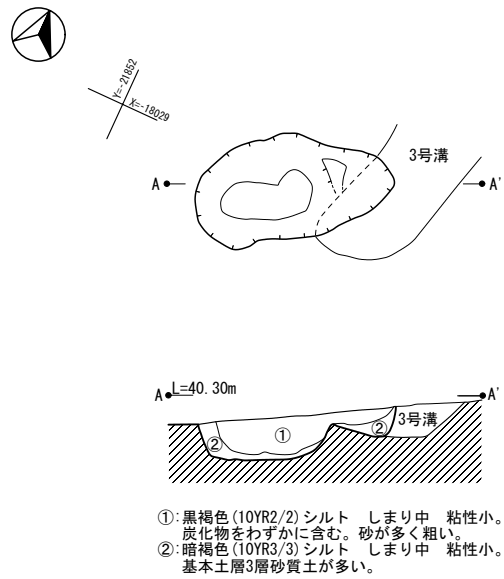 Y=-21852
X=-18029
3号溝
A
A'
A
L=40.30m
A'
3号溝
①
②
②
①:黒褐色(10YR2/2)シルト　しまり中　粘性小。
炭化物をわずかに含む。砂が多く粗い。
②:暗褐色(10YR3/3)シルト　しまり中　粘性小。
基本土層3層砂質土が多い。